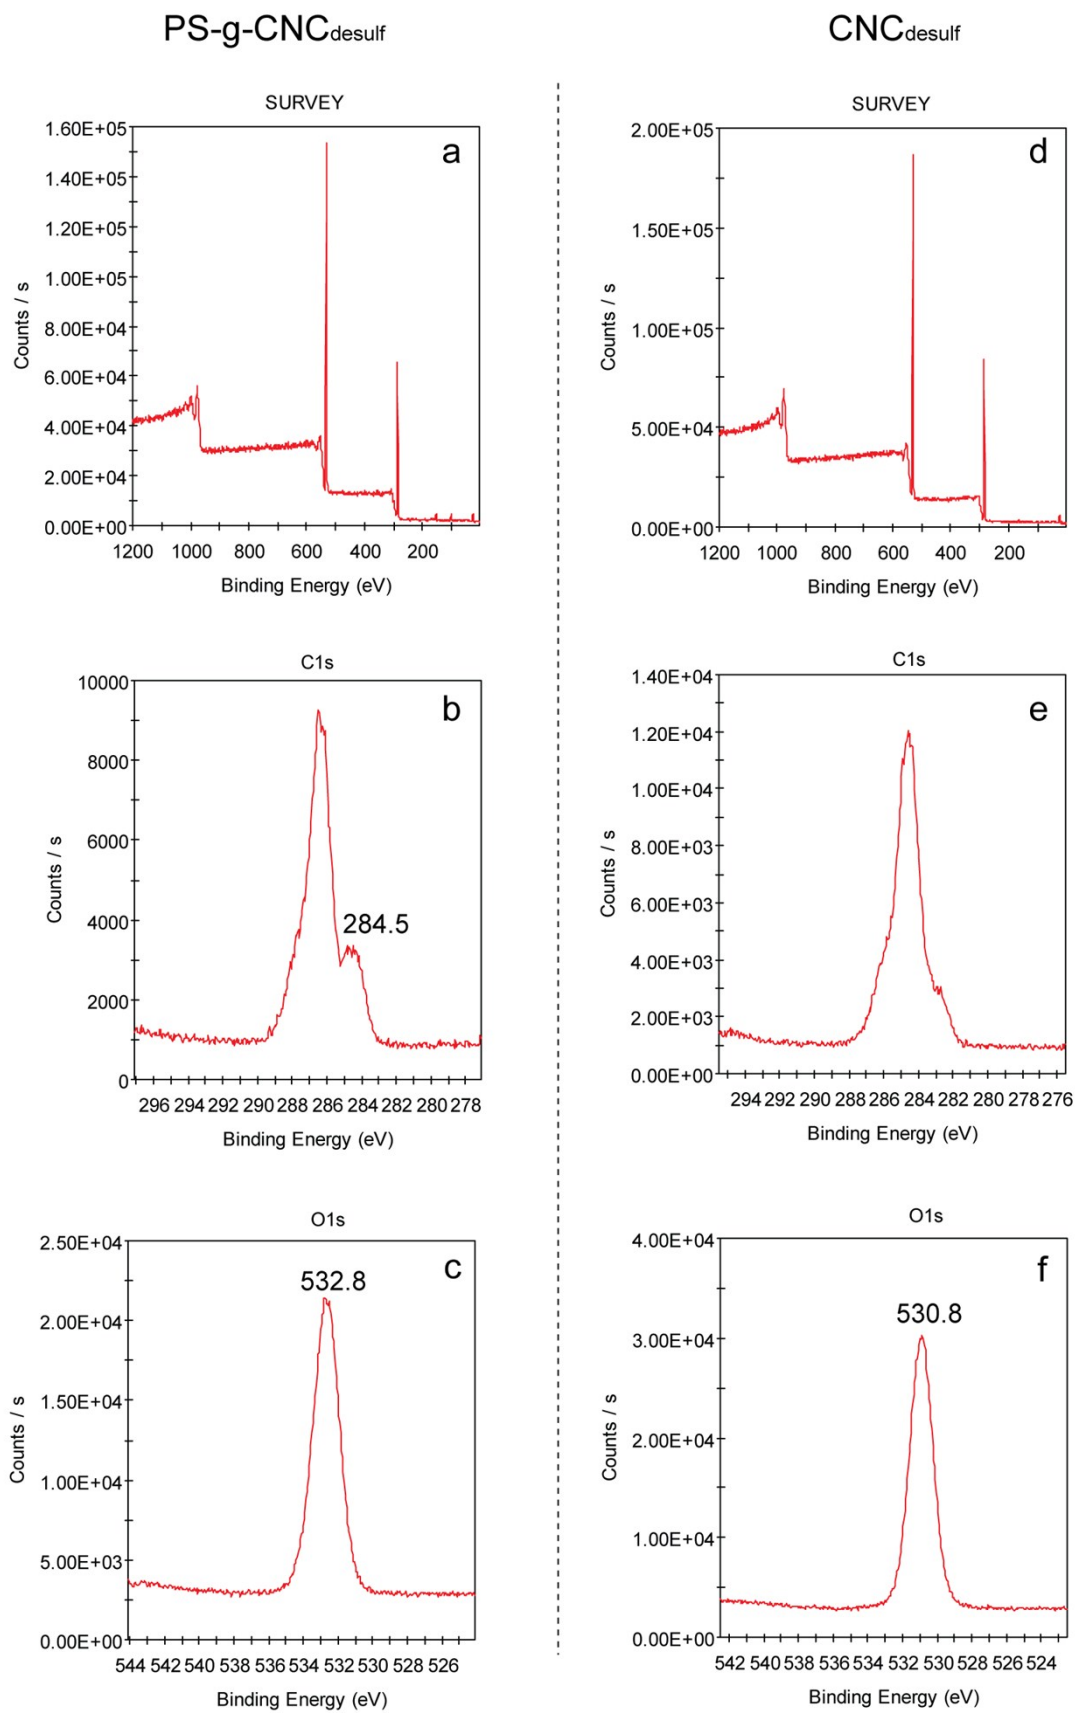 PS-g-CNCdesulf
CNCdesulf
SURVEY
a
1.60E+05
1.40E+05
1.20E+05
1.00E+05
8.00E+04
6.00E+04
4.00E+04
2.00E+04
0.00E+00
Counts / s
1200 1000 800 600 400 200
Binding Energy (eV)
SURVEY
d
2.00E+05
1.50E+05
1.00E+05
5.00E+04
0.00E+00
Counts / s
1200 1000 800 600 400 200
Binding Energy (eV)
C1s
b
10000
8000
6000
4000
2000
0
Counts / s
284.5
296 294 292 290 288 286 284 282 280 278
Binding Energy (eV)
C1s
e
1.40E+04
1.20E+04
1.00E+04
8.00E+03
6.00E+03
4.00E+03
2.00E+03
0.00E+00
Counts / s
294 292 290 288 286 284 282 280 278 276
Binding Energy (eV)
O1s
c
2.50E+04
2.00E+04
1.50E+04
1.00E+04
5.00E+03
0.00E+00
Counts / s
532.8
544 542 540 538 536 534 532 530 528 526
Binding Energy (eV)
O1s
f
4.00E+04
3.00E+04
2.00E+04
1.00E+04
0.00E+00
Counts / s
530.8
542 540 538 536 534 532 530 528 526 524
Binding Energy (eV)